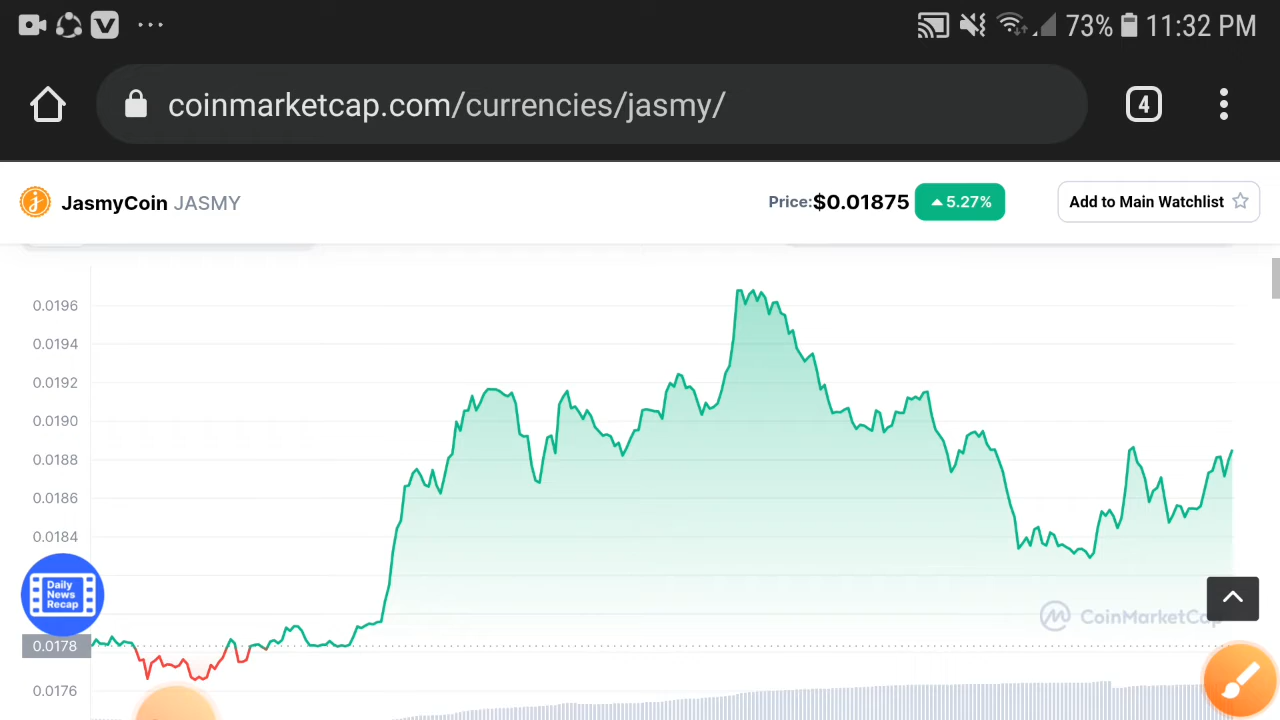 73% 11:32 PM
coinmarketcap.com/currencies/jasmy/
4
JasmyCoin JASMY
Price:$0.01875 5.27%
Add to Main Watchlist
0.0196
0.0194
0.0192
0.0190
0.0188
0.0186
0.0184
Daily
News
Recap
CoinMarketCap
0.0178
0.0176